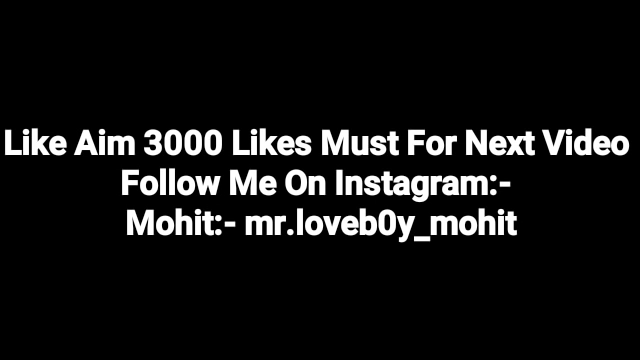 Like Aim 3000 Likes Must For Next Video
Follow Me On Instagram:-
Mohit:- mr.loveb0y_mohit